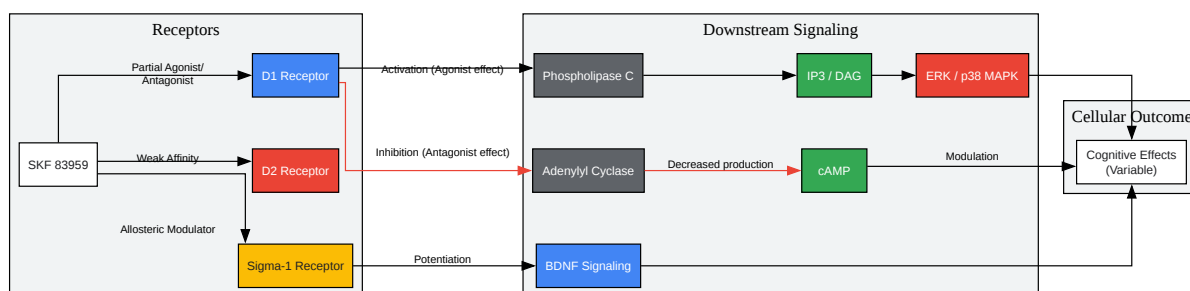 Receptors
Downstream Signaling
Partial Agonist/
Antagonist
D1 Receptor
Activation (Agonist effect)
Phospholipase C
IP3 / DAG
ERK / p38 MAPK
Cellular Outcome
SKF 83959
Weak Affinity
D2 Receptor
Inhibition (Antagonist effect)
Adenylyl Cyclase
Decreased production
cAMP
Modulation
Cognitive Effects
(Variable)
Allosteric Modulator
Sigma-1 Receptor
Potentiation
BDNF Signaling